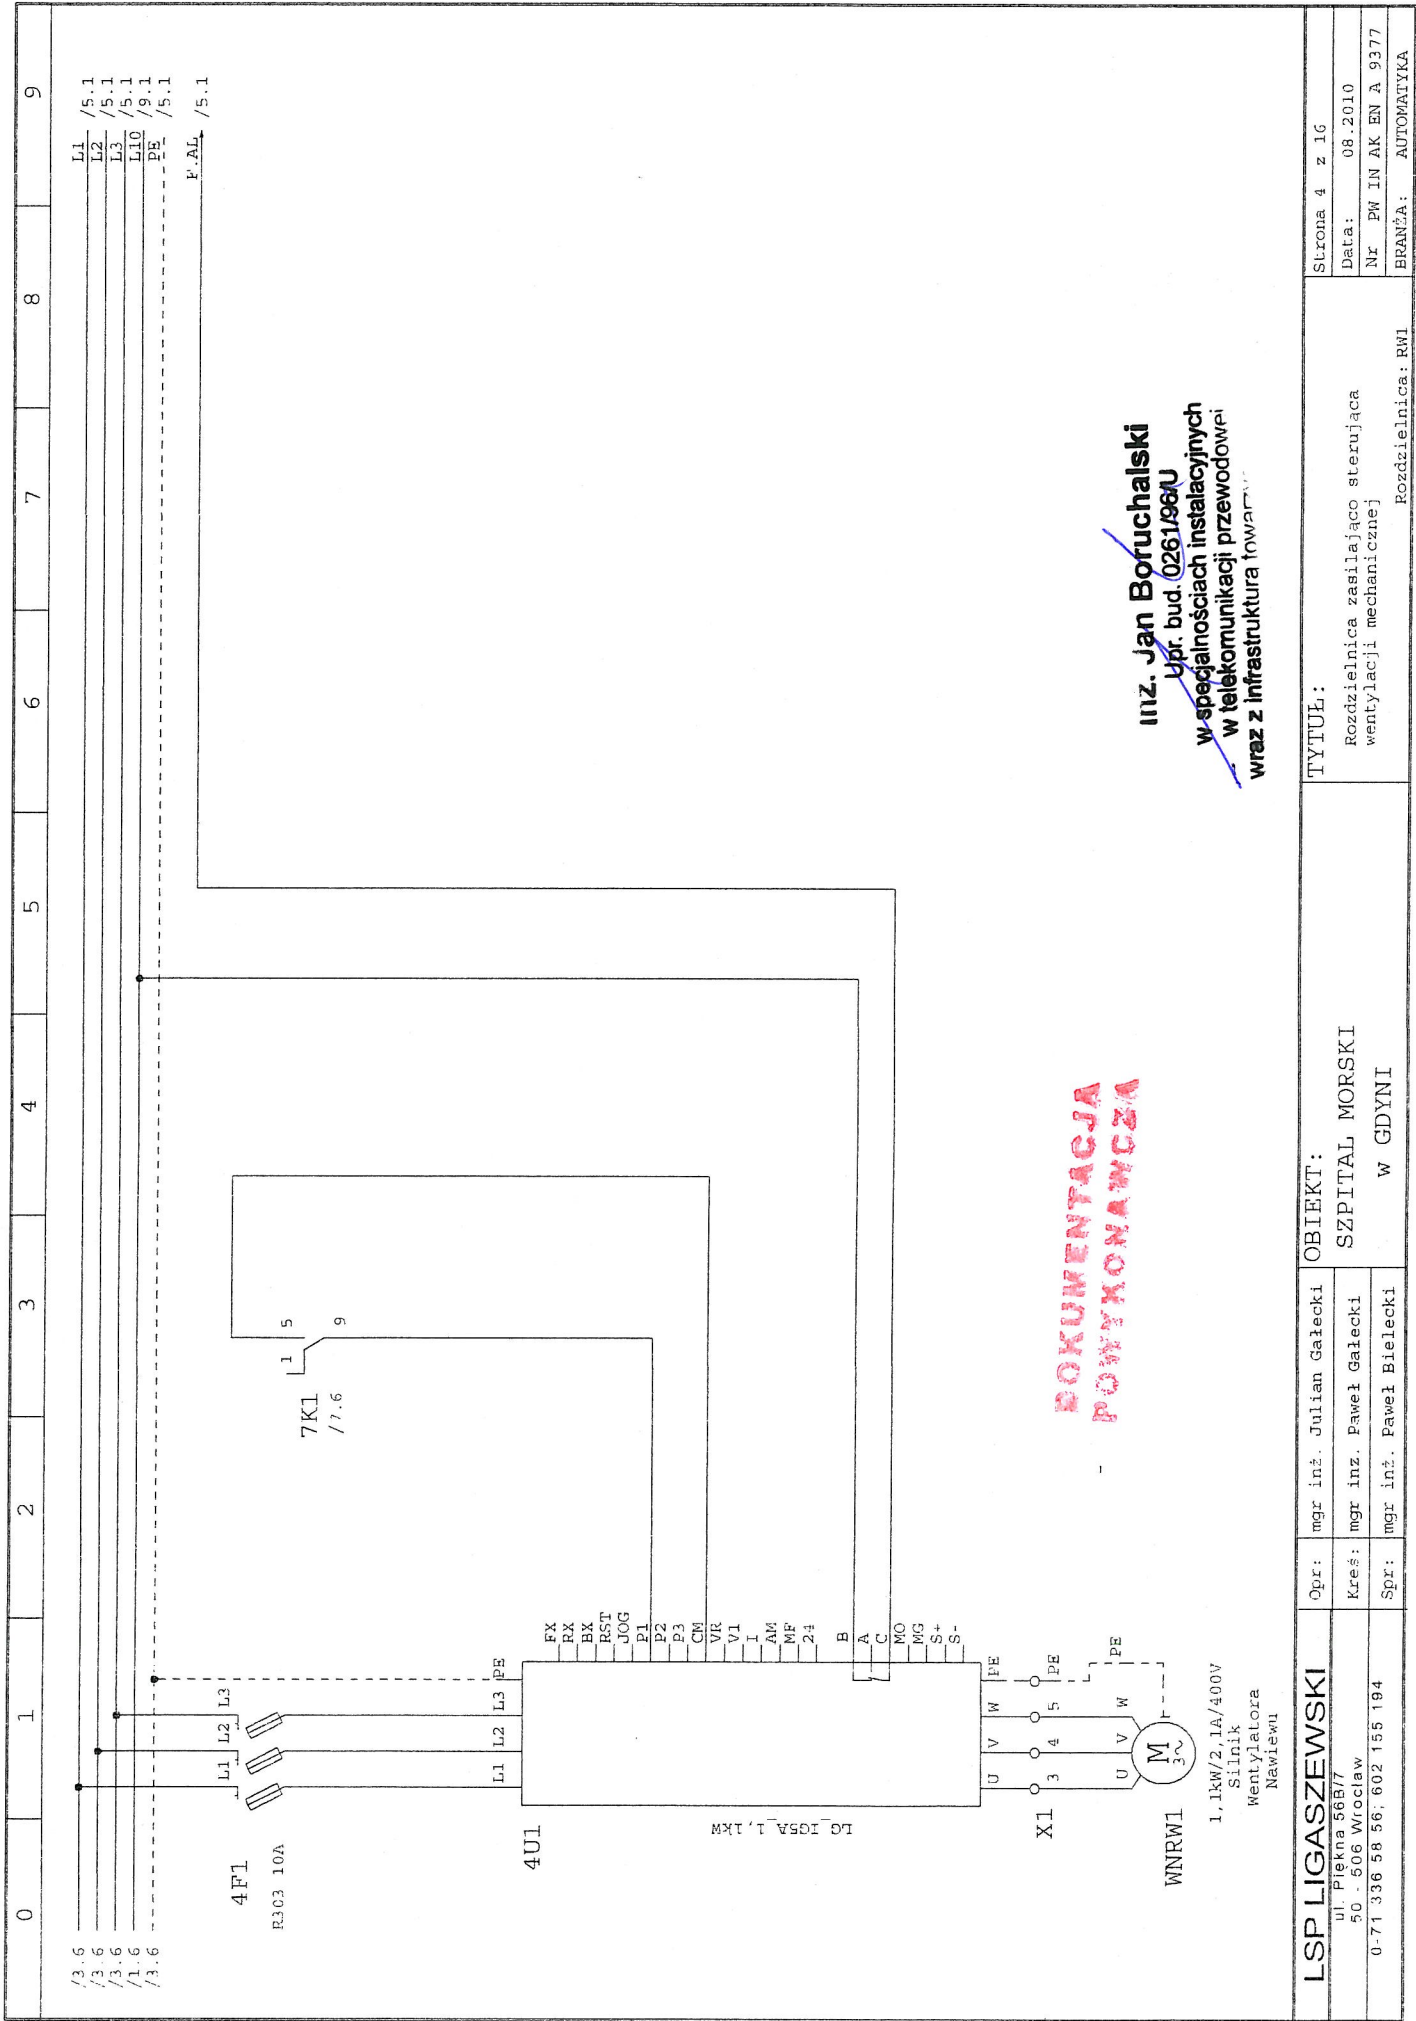 0 1 2 3 4 5 6 7 8 9
/3.6 L1 /5.1
/3.6 L2 /5.1
/3.6 L3 /5.1
/1.6 L10 /9.1
/3.6 PE /5.1
F.AL /5.1
4F1
R303 10A
L1 L2 L3
7K1
/7.6
1 5
9
4U1
LG_IG5A_1,1kW
L1 L2 L3 PE
FX
RX
BX
RST
JOG
P1
P2
P3
CM
VR
V1
I
AM
MF
24
B
A
C
MO
MG
S+
S-
U V W PE
X1
3 4 5 PE
U V W PE
WNRW1
M
3~
1,1kW/2,1A/400V
Silnik
Wentylatora
Nawiewu
DOKUMENTACJA
POWYKONAWCZA
inż. Jan Boruchalski
Upr. bud. 0261/96/U
w specjalnościach instalacyjnych
w telekomunikacji przewodowej
wraz z infrastruktura
LSP LIGASZEWSKI
ul. Piękna 56B/7
50 - 506 Wrocław
0-71 336 58 56; 602 155 194
Opr: mgr inż. Julian Gałecki
Kreś: mgr inz. Paweł Gałecki
Spr: mgr inż. Paweł Bielecki
OBIEKT:
SZPITAL MORSKI
W GDYNI
TYTUŁ:
Rozdzielnica zasilająco sterująca
wentylacji mechanicznej
Rozdzielnica: RW1
Strona 4 z 16
Data: 08.2010
Nr PW IN AK EN A 9377
BRANŻA: AUTOMATYKA